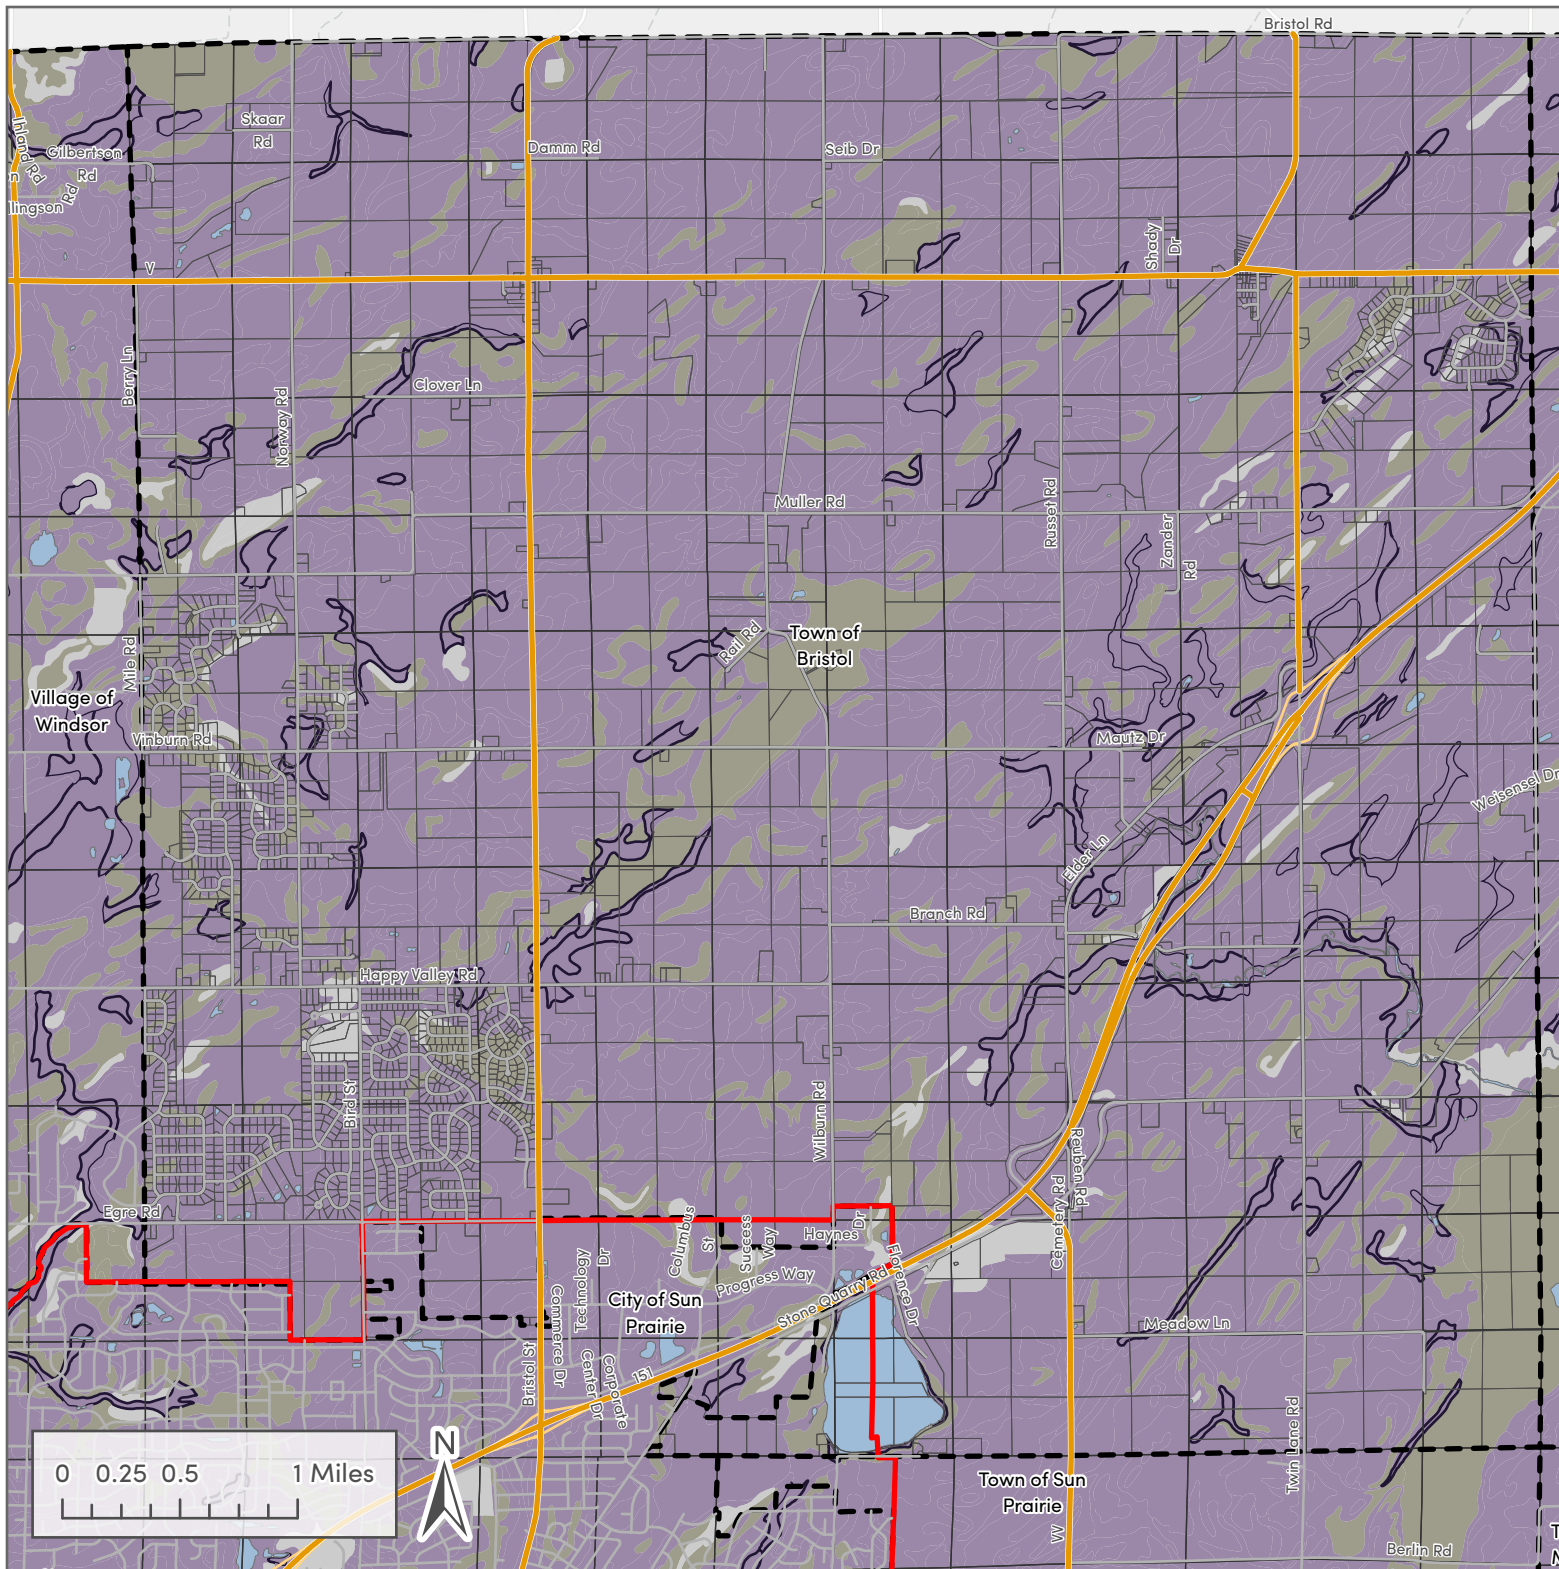 Bristol Rd
Skaar
Rd
Gilbertson
Rd
Rd
Damm Rd
Seib Dr
Shady
Dr
V
Berry Ln
Norway Rd
Clover Ln
Muller Rd
Russet Rd
Zander
Rd
Mile Rd
Rail Rd
Town of
Bristol
Village of
Windsor
Vinburn Rd
Mautz Dr
Weisensel Dr
Elder Ln
Branch Rd
Happy Valley Rd
Bird St
Wilburn Rd
Reuben Rd
Cemetery Rd
Egre Rd
Columbus
St
Success
Way
Haynes
Dr
Technology
Dr
Progress Way
Florence Dr
Stone Quarry Rd
City of Sun
Prairie
Commerce Dr
Meadow Ln
Bristol St
Corporate
Center Dr
151
Twin Lane Rd
N
0 0.25 0.5 1 Miles
Town of Sun
Prairie
VV
Berlin Rd